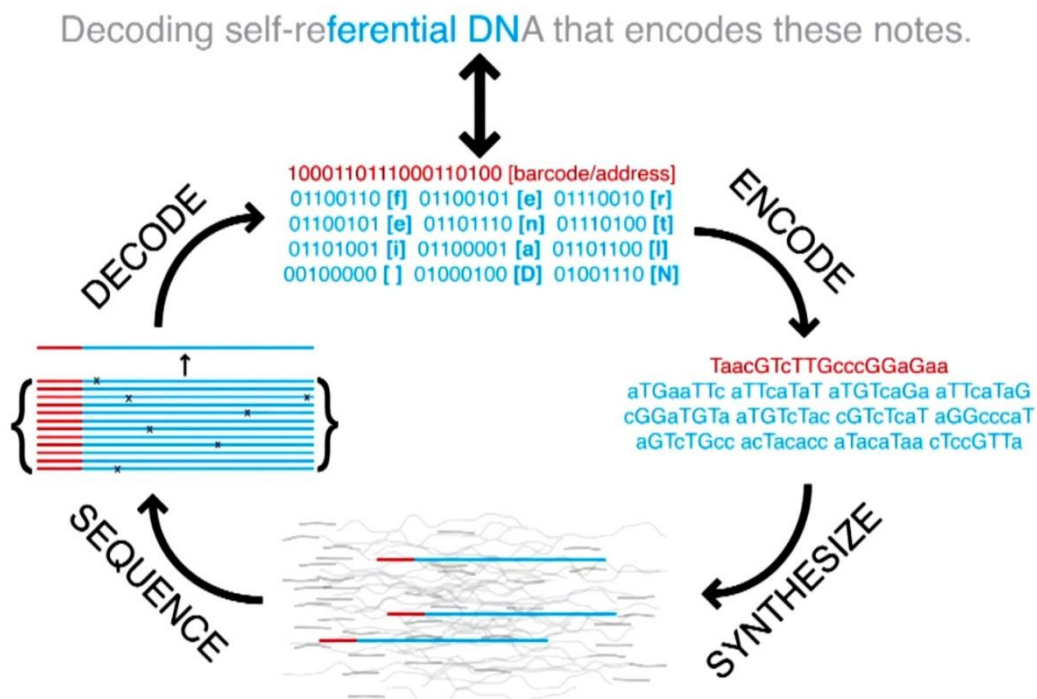 Decoding self-referential DNA that encodes these notes.
1000110111000110100 [barcode/address]
01100110 [f] 01100101 [e] 01110010 [r]
01100101 [e] 01101110 [n] 01110100 [t]
01101001 [i] 01100001 [a] 01101100 [l]
00100000 [ ] 01000100 [D] 01001110 [N]
DECODE
ENCODE
TaacGTcTTGcccGGaGaa
aTGaaTTc aTTcaTaT aTGTcaGa aTTcaTaG
cGGaTGTa aTGTcTac cGTcTcaT aGGcccaT
aGTcTGcc acTacacc aTacaTaa cTccGTTa
SEQUENCE
SYNTHESIZE